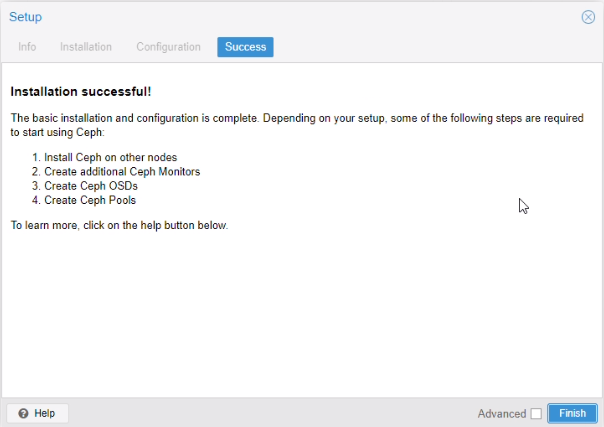 Setup
Info Installation Configuration Success
Installation successful!
The basic installation and configuration is complete. Depending on your setup, some of the following steps are required
to start using Ceph:
1. Install Ceph on other nodes
2. Create additional Ceph Monitors
3. Create Ceph OSDs
4. Create Ceph Pools
To learn more, click on the help button below.
Help Advanced Finish